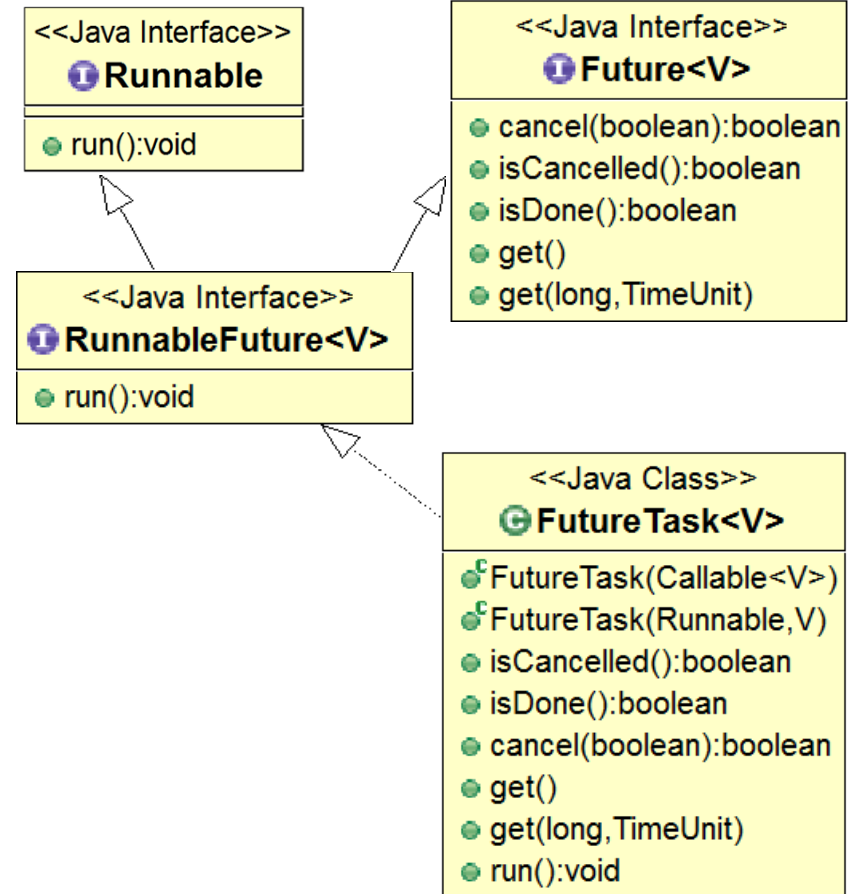 <<Java Interface>>
Runnable
run():void
<<Java Interface>>
Future<V>
cancel(boolean):boolean
isCancelled():boolean
isDone():boolean
get()
get(long,TimeUnit)
<<Java Interface>>
RunnableFuture<V>
run():void
<<Java Class>>
FutureTask<V>
FutureTask(Callable<V>)
FutureTask(Runnable,V)
isCancelled():boolean
isDone():boolean
cancel(boolean):boolean
get()
get(long,TimeUnit)
run():void